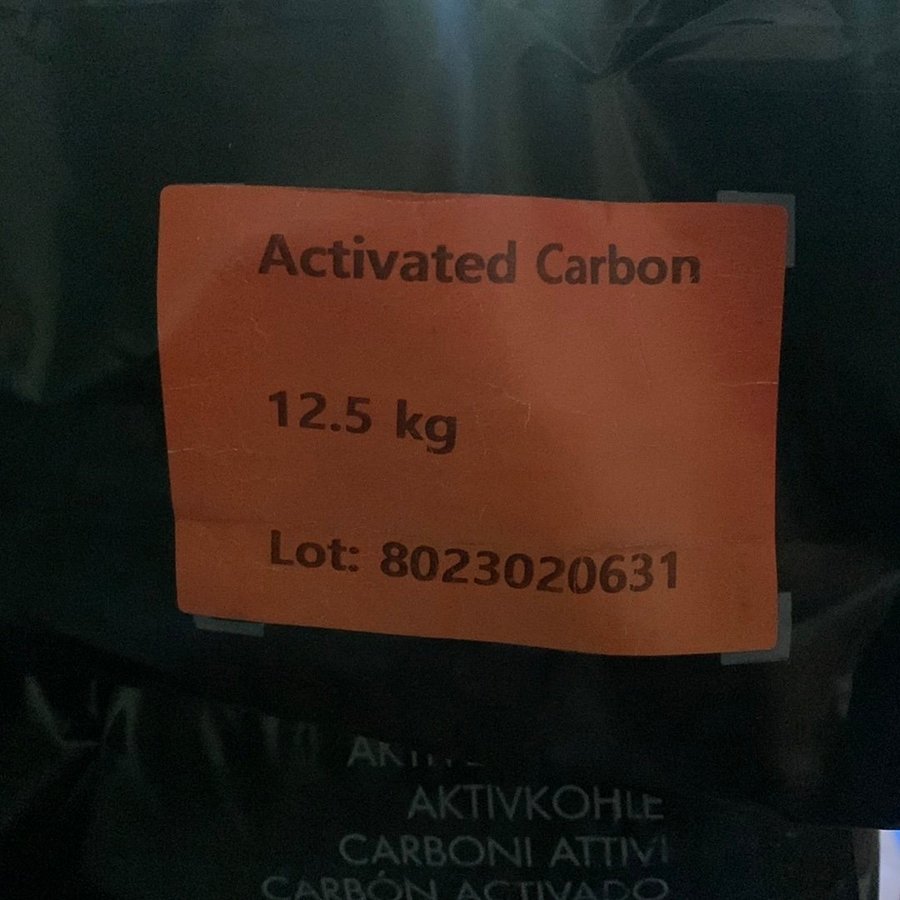 Activated Carbon
12.5 kg
Lot: 8023020631
AKTIVKOHLE
CARBONI ATTIVI
CARBÓN ACTIVADO